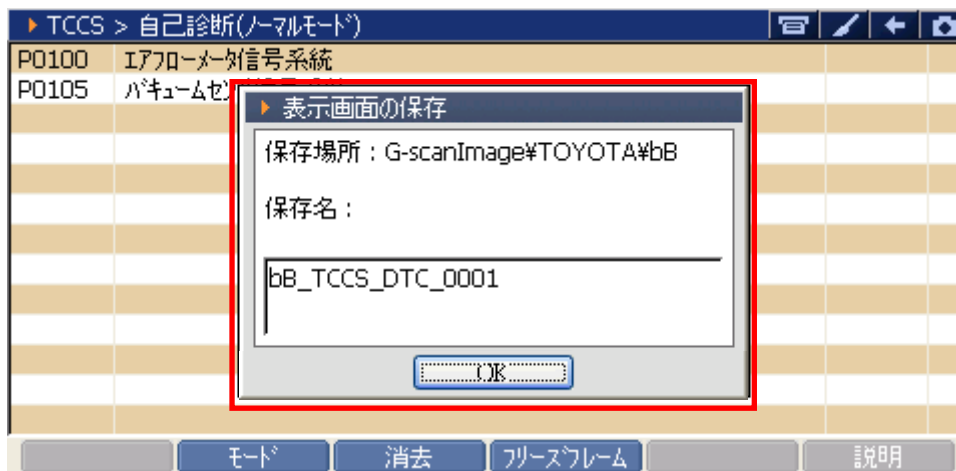 TCCS > 自己診断(ﾉｰﾏﾙﾓｰﾄﾞ)
P0100 ｴｱﾌﾛｰﾒｰﾀ信号系統
P0105 ﾊﾞｷｭｰﾑｾﾝ
表示画面の保存
保存場所：G-scanImage¥TOYOTA¥bB
保存名：
bB_TCCS_DTC_0001
OK
ﾓｰﾄﾞ 消去 ﾌﾘｰｽﾞﾌﾚｰﾑ 説明